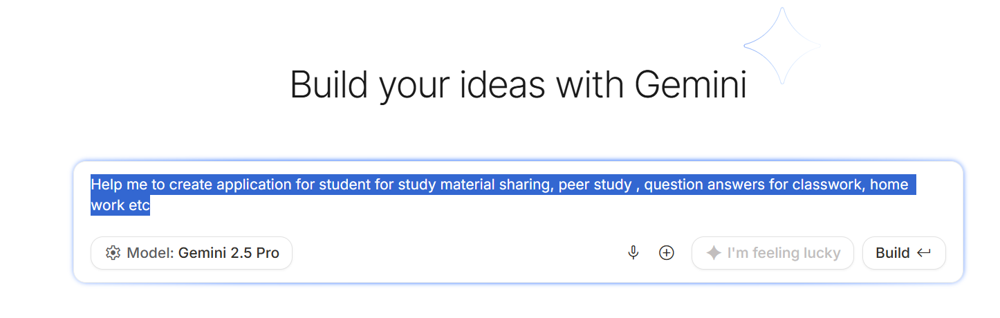 Build your ideas with Gemini
Help me to create application for student for study material sharing, peer study , question answers for classwork, home
work etc
Model: Gemini 2.5 Pro
I'm feeling lucky
Build